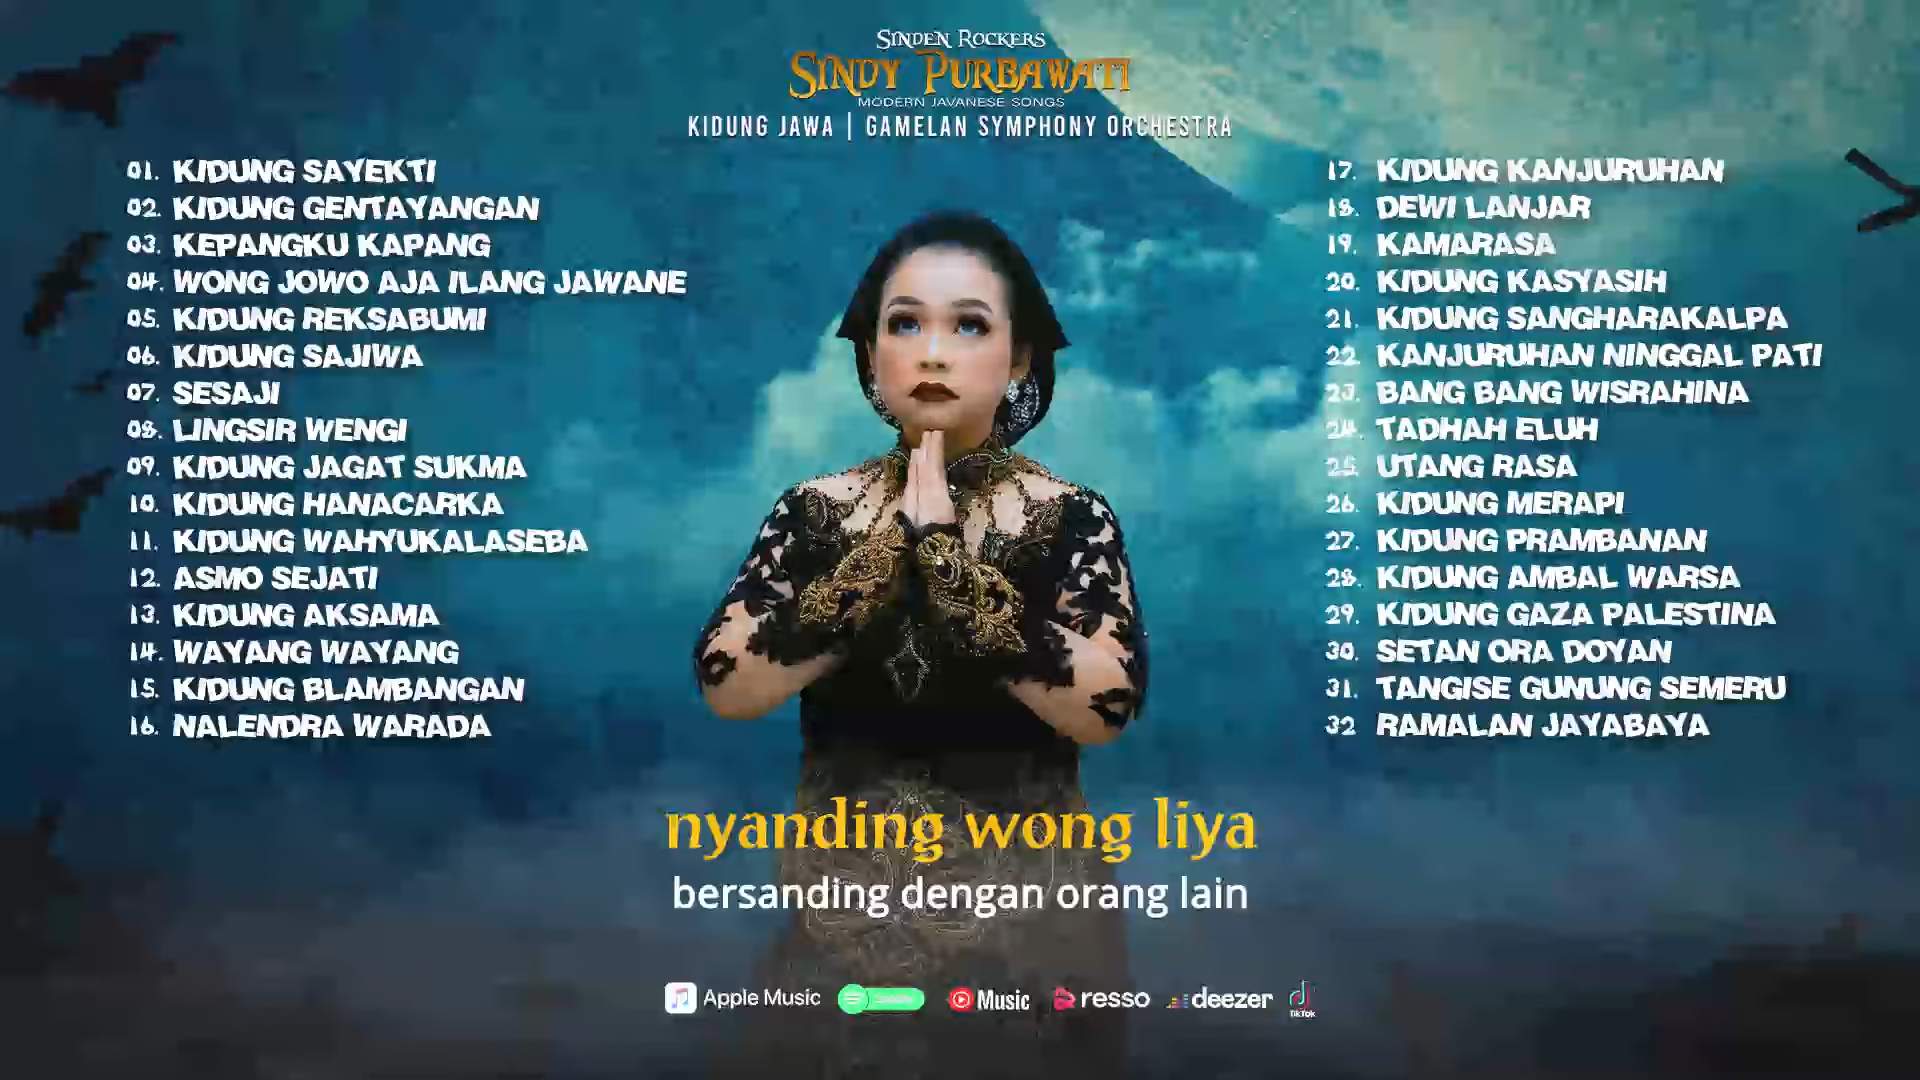 SINDEN ROCKERS
SINDY PURBAWATI
MODERN JAVANESE SONGS
KIDUNG JAWA | GAMELAN SYMPHONY ORCHESTRA
01. KIDUNG SAYEKTI
02. KIDUNG GENTAYANGAN
03. KEPANGKU KAPANG
04. WONG JOWO AJA ILANG JAWANE
05. KIDUNG REKSABUMI
06. KIDUNG SAJIWA
07. SESAJI
08. LINGSIR WENGI
09. KIDUNG JAGAT SUKMA
10. KIDUNG HANACARKA
11. KIDUNG WAHYUKALASEBA
12. ASMO SEJATI
13. KIDUNG AKSAMA
14. WAYANG WAYANG
15. KIDUNG BLAMBANGAN
16. NALENDRA WARADA
17. KIDUNG KANJURUHAN
18. DEWI LANJAR
19. KAMARASA
20. KIDUNG KASYASIH
21. KIDUNG SANGHARAKALPA
22. KANJURUHAN NINGGAL PATI
23. BANG BANG WISRAHINA
24. TADHAH ELUH
25. UTANG RASA
26. KIDUNG MERAPI
27. KIDUNG PRAMBANAN
28. KIDUNG AMBAL WARSA
29. KIDUNG GAZA PALESTINA
30. SETAN ORA DOYAN
31. TANGISE GUNUNG SEMERU
32 RAMALAN JAYABAYA
nyanding wong liya
bersanding dengan orang lain
Apple Music
Music
resso
deezer
TikTok